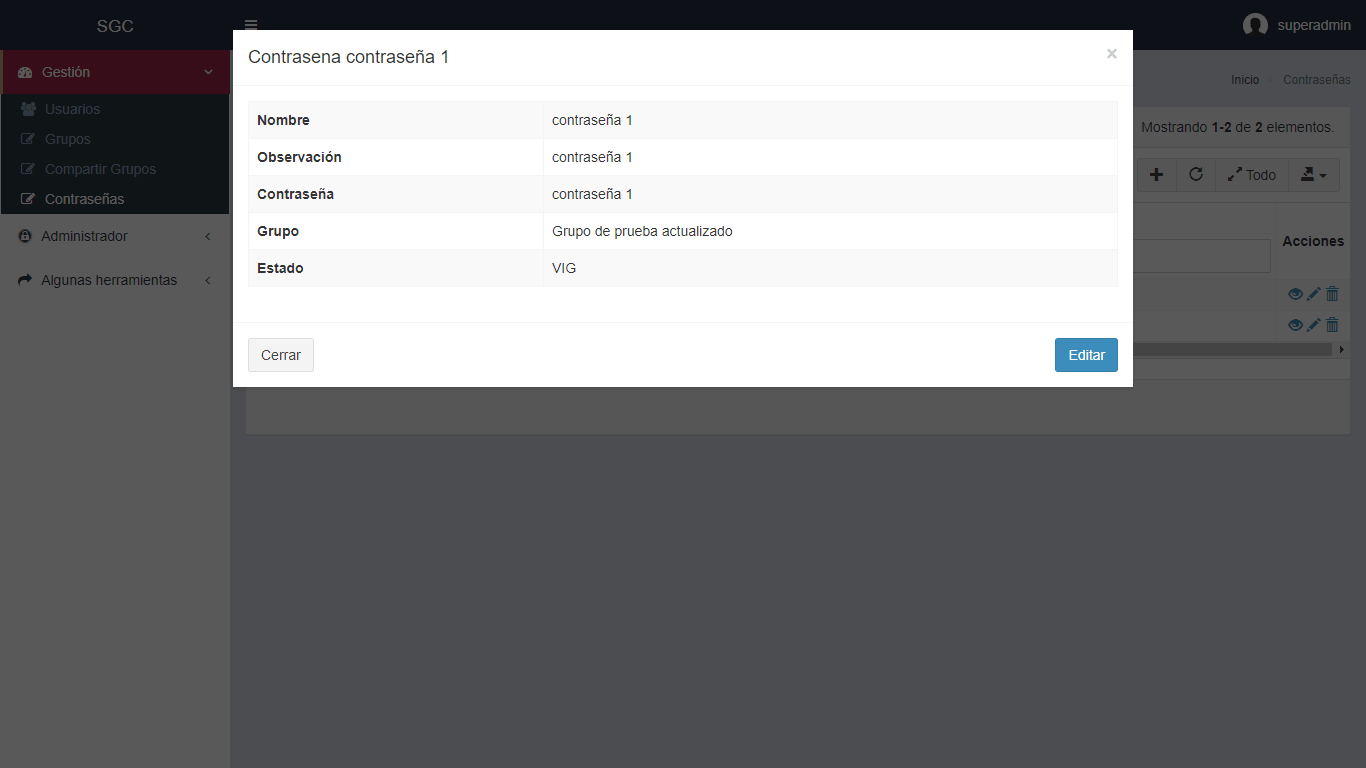 SGC
superadmin
Gestión
Usuarios
Grupos
Compartir Grupos
Contraseñas
Administrador
Algunas herramientas
Contrasena contraseña 1
×
Nombre contraseña 1
Observación contraseña 1
Contraseña contraseña 1
Grupo Grupo de prueba actualizado
Estado VIG
Cerrar Editar
Inicio Contraseñas
Mostrando 1-2 de 2 elementos.
Todo
Acciones